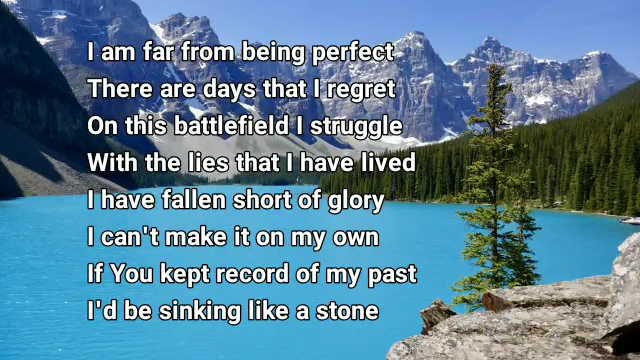 I am far from being perfect
There are days that I regret
On this battlefield I struggle
With the lies that I have lived
I have fallen short of glory
I can't make it on my own
If You kept record of my past
I'd be sinking like a stone